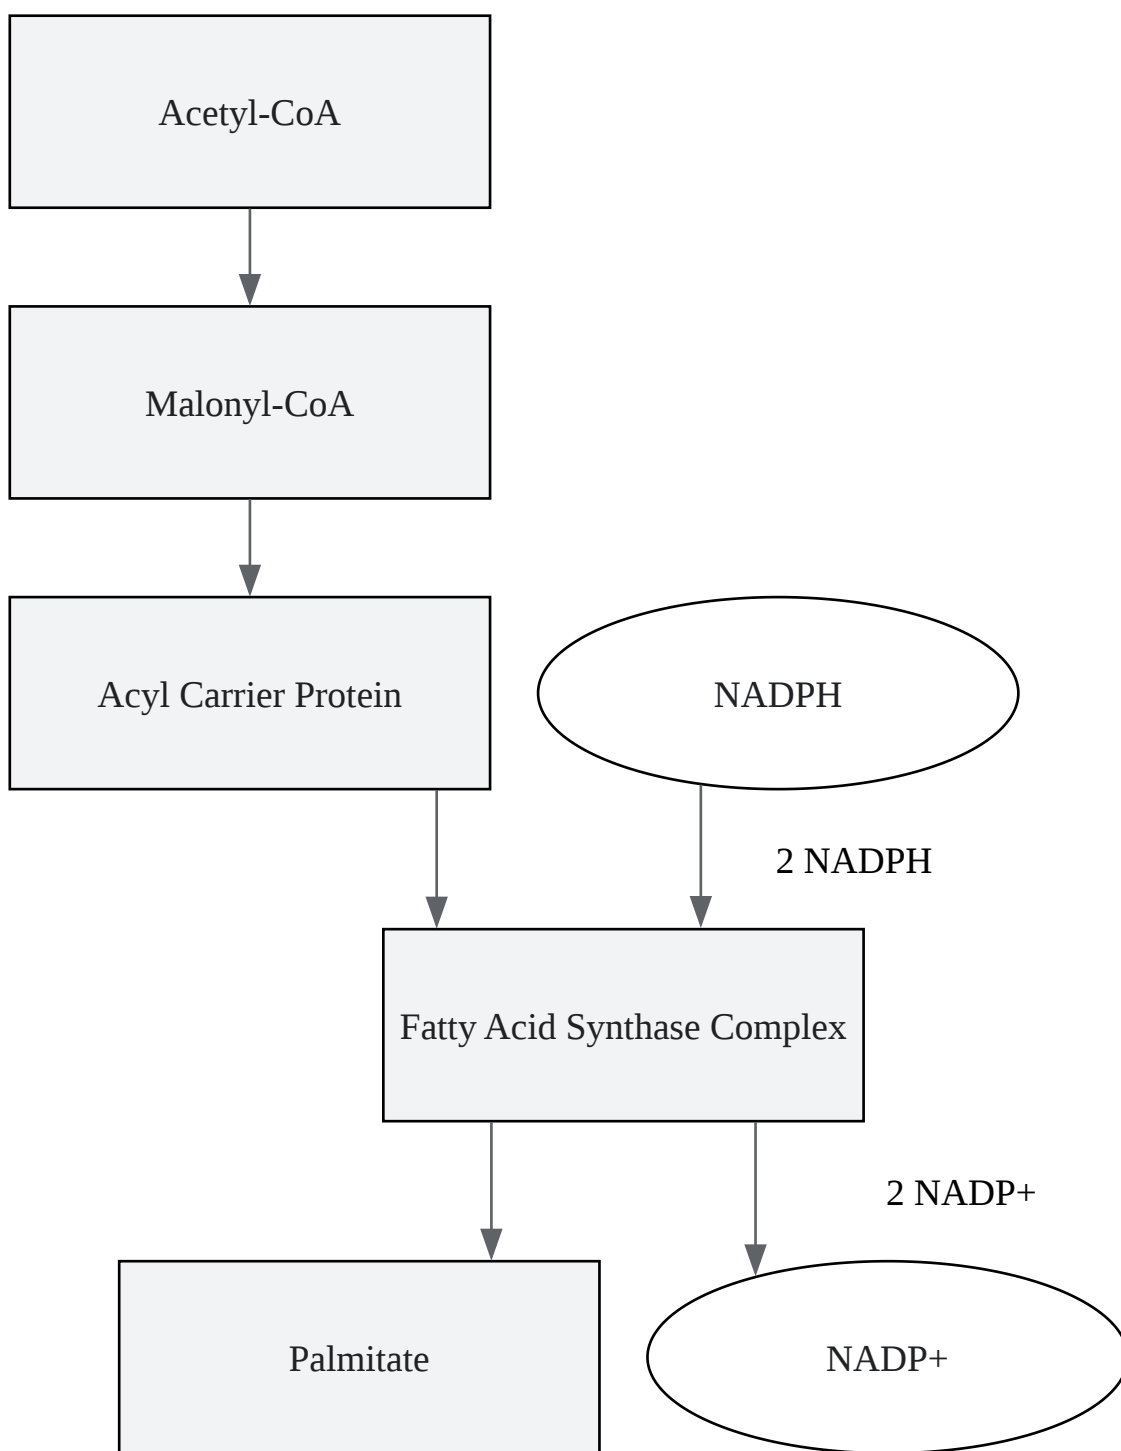 Acetyl-CoA
Malonyl-CoA
Acyl Carrier Protein
NADPH
2 NADPH
Fatty Acid Synthase Complex
2 NADP+
Palmitate
NADP+